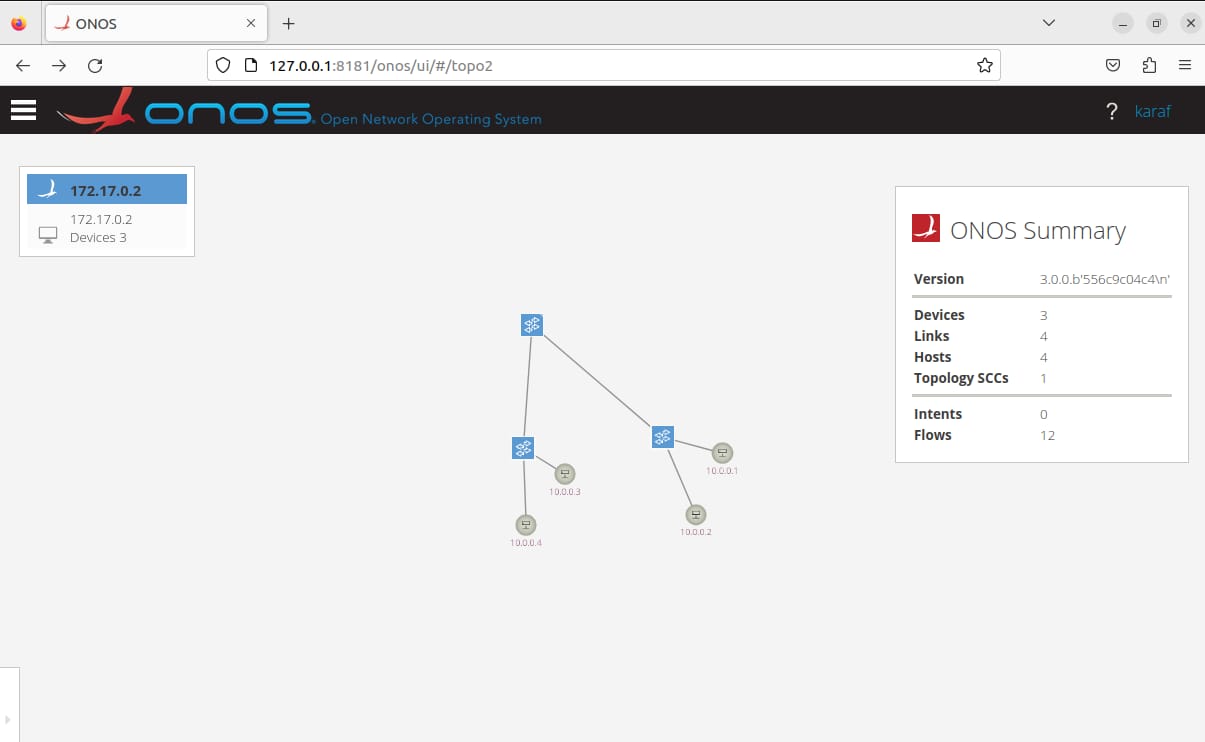 ONOS
127.0.0.1:8181/onos/ui/#/topo2
onos. Open Network Operating System
? karaf
172.17.0.2
172.17.0.2
Devices 3
ONOS Summary
Version 3.0.0.b'556c9c04c4\n'
Devices 3
Links 4
Hosts 4
Topology SCCs 1
Intents 0
Flows 12
10.0.0.1
10.0.0.3
10.0.0.2
10.0.0.4